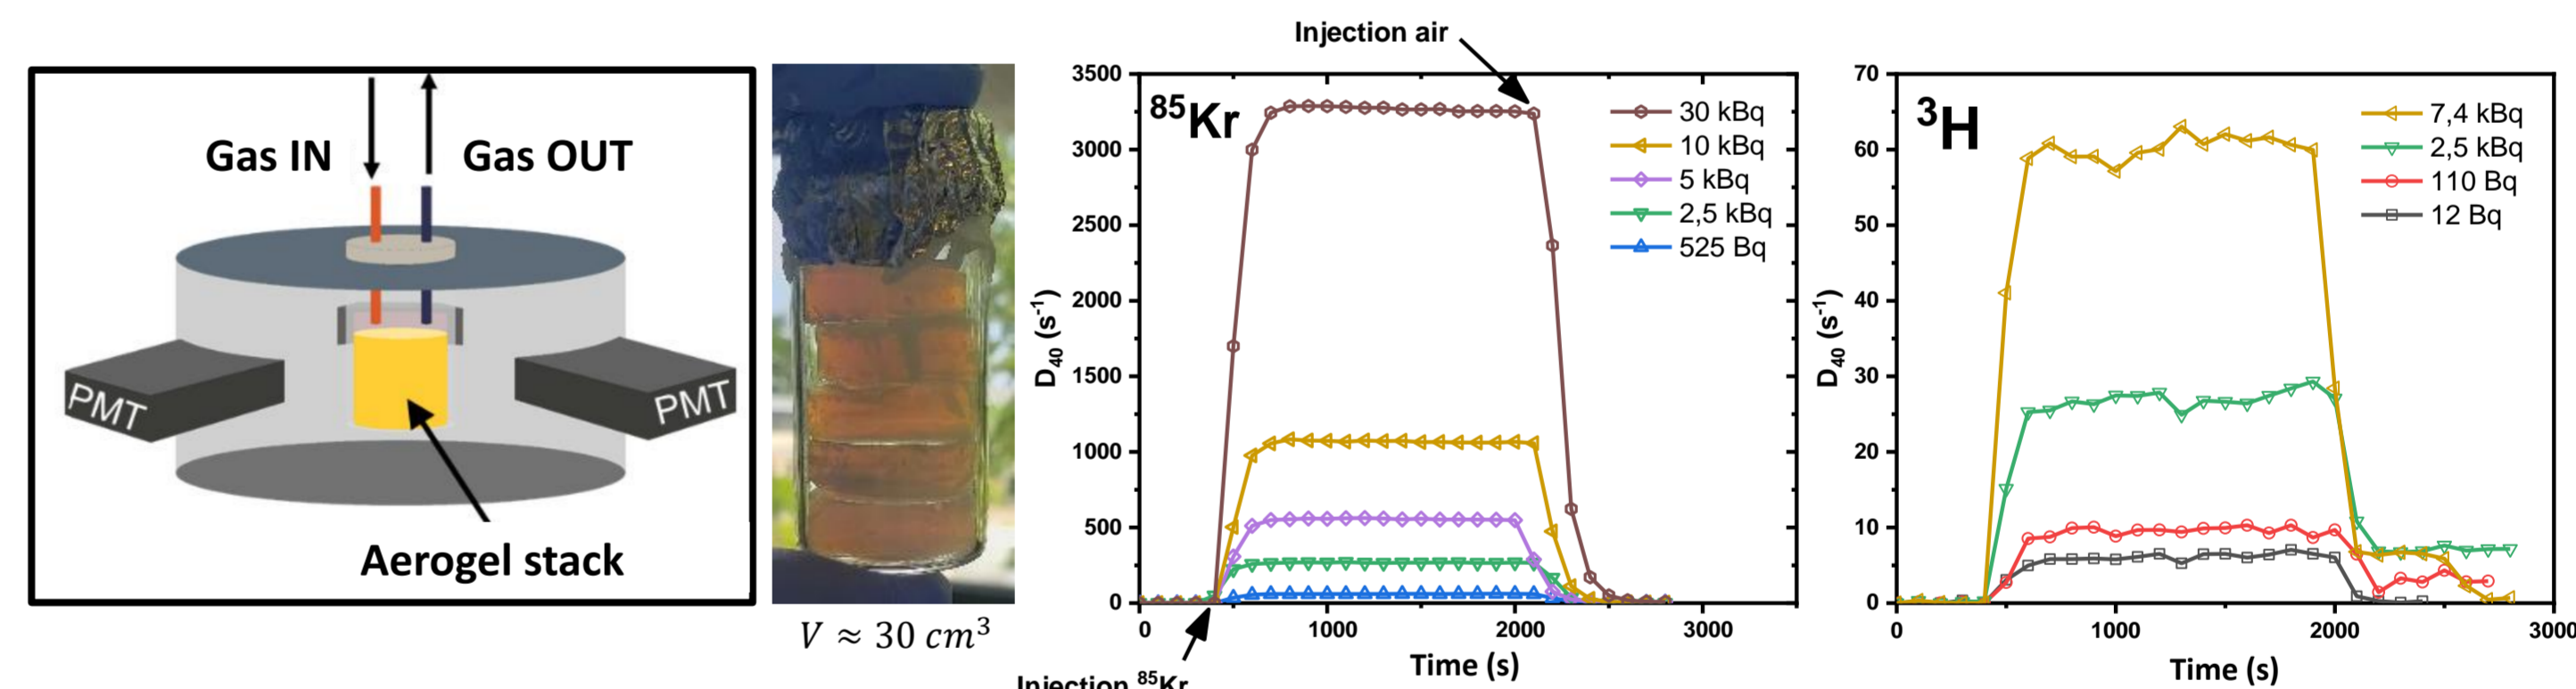 Gas IN
Gas OUT
PMT
PMT
Aerogel stack
V ≈ 30 cm³
Injection air
⁸⁵Kr
30 kBq
10 kBq
5 kBq
2,5 kBq
525 Bq
D₄₀ (s⁻¹)
3500
3000
2500
2000
1500
1000
500
0
0
1000
2000
3000
Time (s)
Injection ⁸⁵Kr
³H
7,4 kBq
2,5 kBq
110 Bq
12 Bq
D₄₀ (s⁻¹)
70
60
50
40
30
20
10
0
0
1000
2000
3000
Time (s)